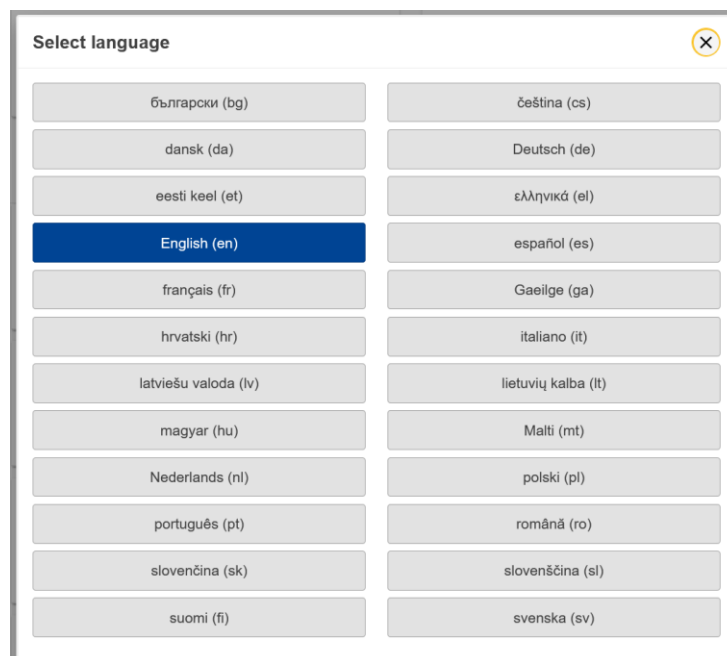 Select language
български (bg)
čeština (cs)
dansk (da)
Deutsch (de)
eesti keel (et)
ελληνικά (el)
English (en)
español (es)
français (fr)
Gaeilge (ga)
hrvatski (hr)
italiano (it)
latviešu valoda (lv)
lietuvių kalba (lt)
magyar (hu)
Malti (mt)
Nederlands (nl)
polski (pl)
português (pt)
română (ro)
slovenčina (sk)
slovenščina (sl)
suomi (fi)
svenska (sv)